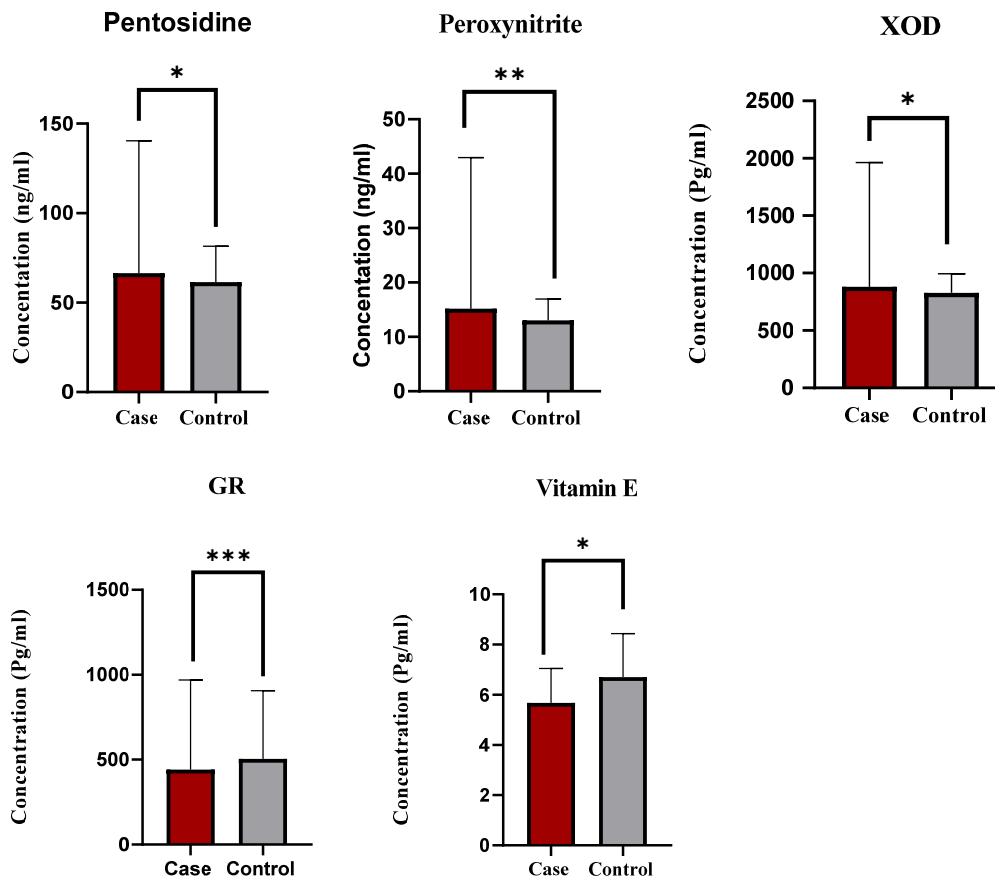 Pentosidine
*
Concentration (ng/ml)
150
100
50
0
Case Control
Peroxynitrite
**
Concentation (ng/ml)
50
40
30
20
10
0
Case Control
XOD
*
Concentration (Pg/ml)
2500
2000
1500
1000
500
0
Case Control
GR
***
Concentration (Pg/ml)
1500
1000
500
0
Case Control
Vitamin E
*
Concentration (Pg/ml)
10
8
6
4
2
0
Case Control